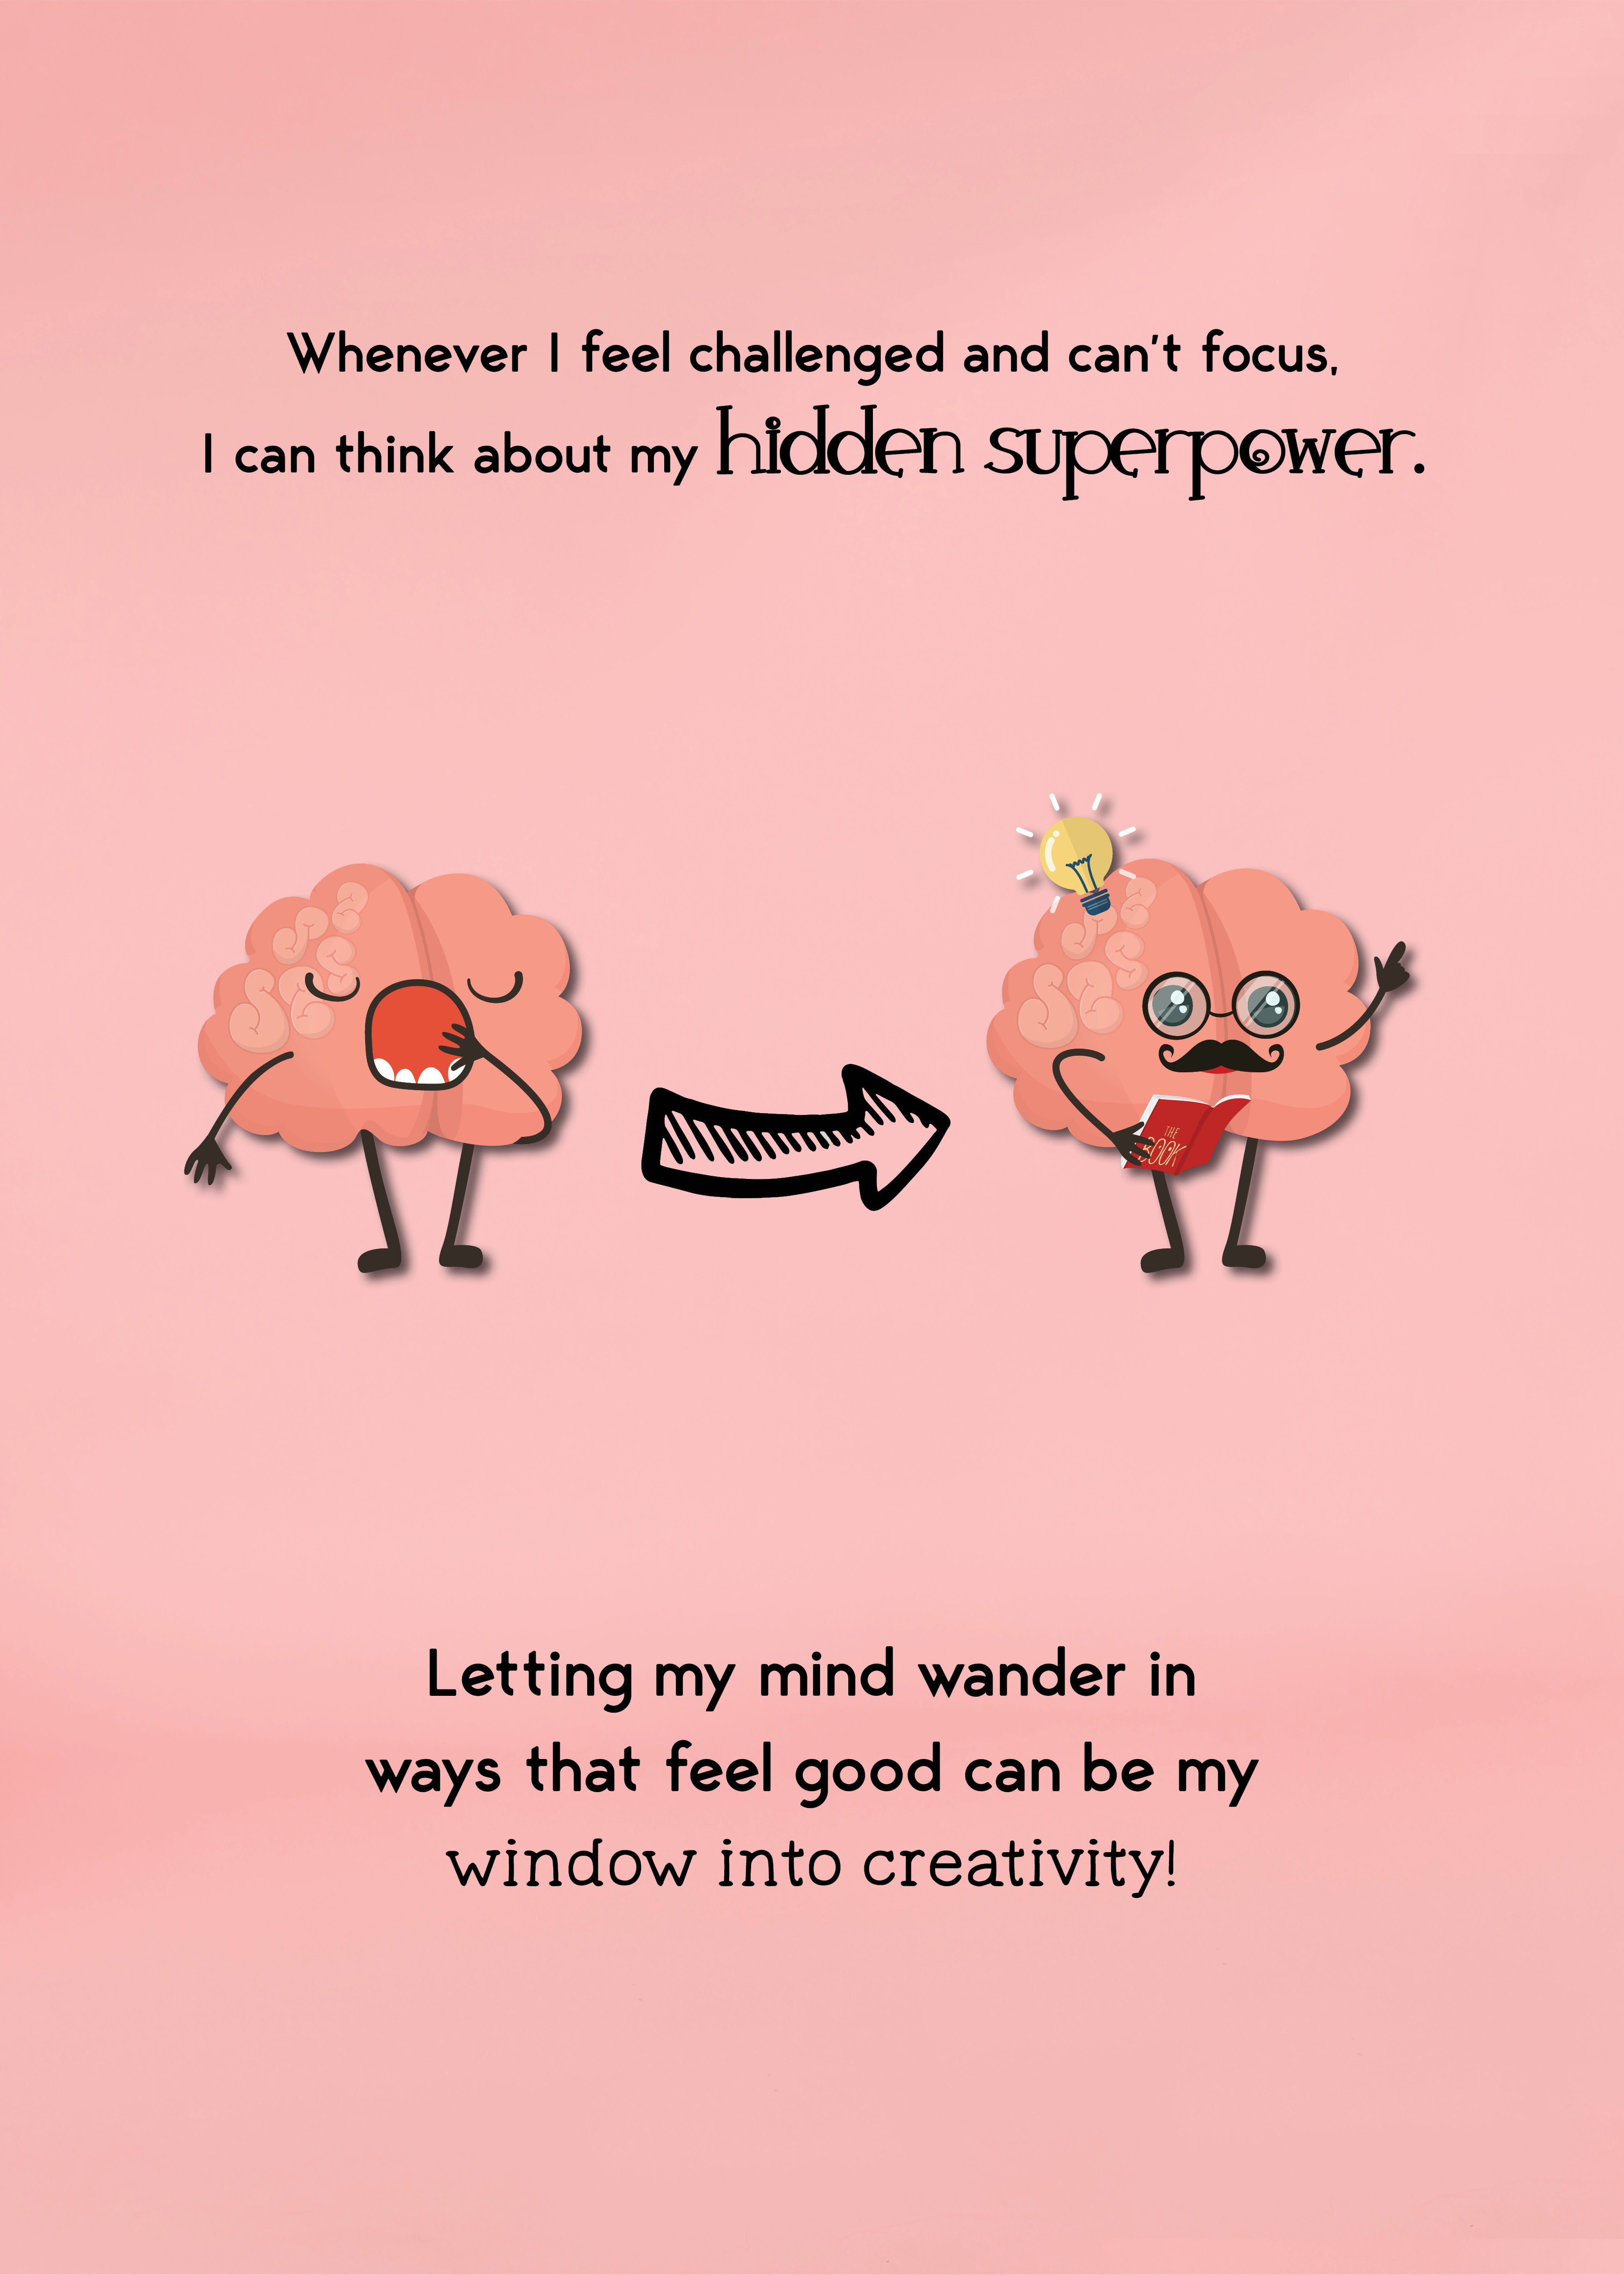 Whenever I feel challenged and can't focus,
I can think about my hidden superpower.
THE
BOOK
Letting my mind wander in
ways that feel good can be my
window into creativity!